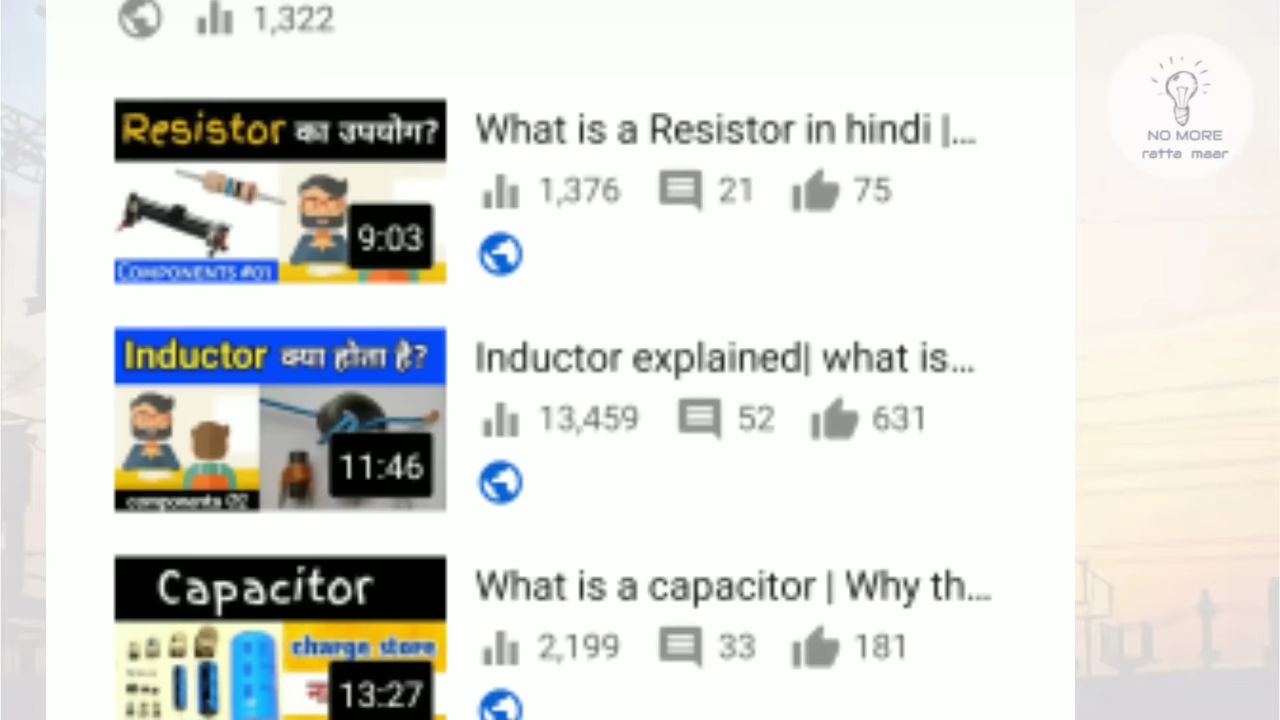 1,322
Resistor का उपयोग?
9:03
COMPONENTS #01
What is a Resistor in hindi |...
1,376 21 75
Inductor क्या होता है?
11:46
components 02
Inductor explained| what is...
13,459 52 631
Capacitor
charge store
13:27
What is a capacitor | Why th...
2,199 33 181
NO MORE
ratta maar